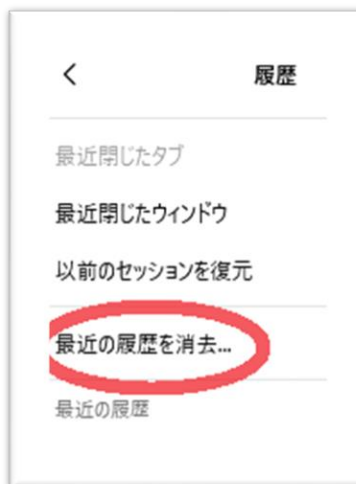 履歴
最近閉じたタブ
最近閉じたウィンドウ
以前のセッションを復元
最近の履歴を消去...
最近の履歴